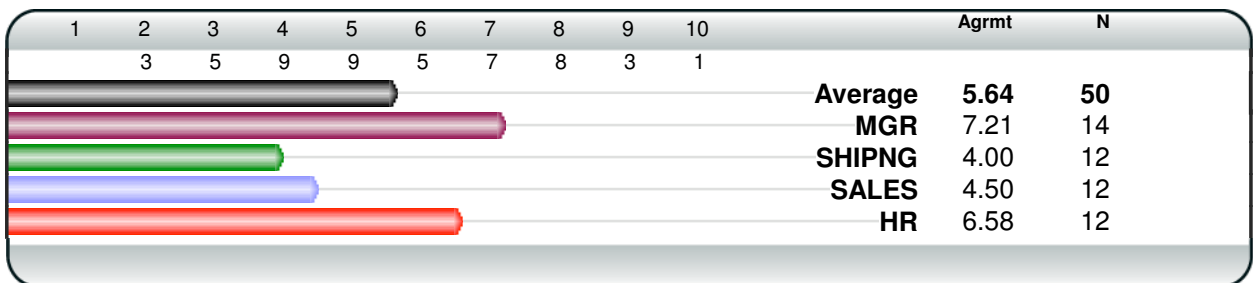 1 2 3 4 5 6 7 8 9 10 Agrmt N
3 5 9 9 5 7 8 3 1
Average 5.64 50
MGR 7.21 14
SHIPNG 4.00 12
SALES 4.50 12
HR 6.58 12